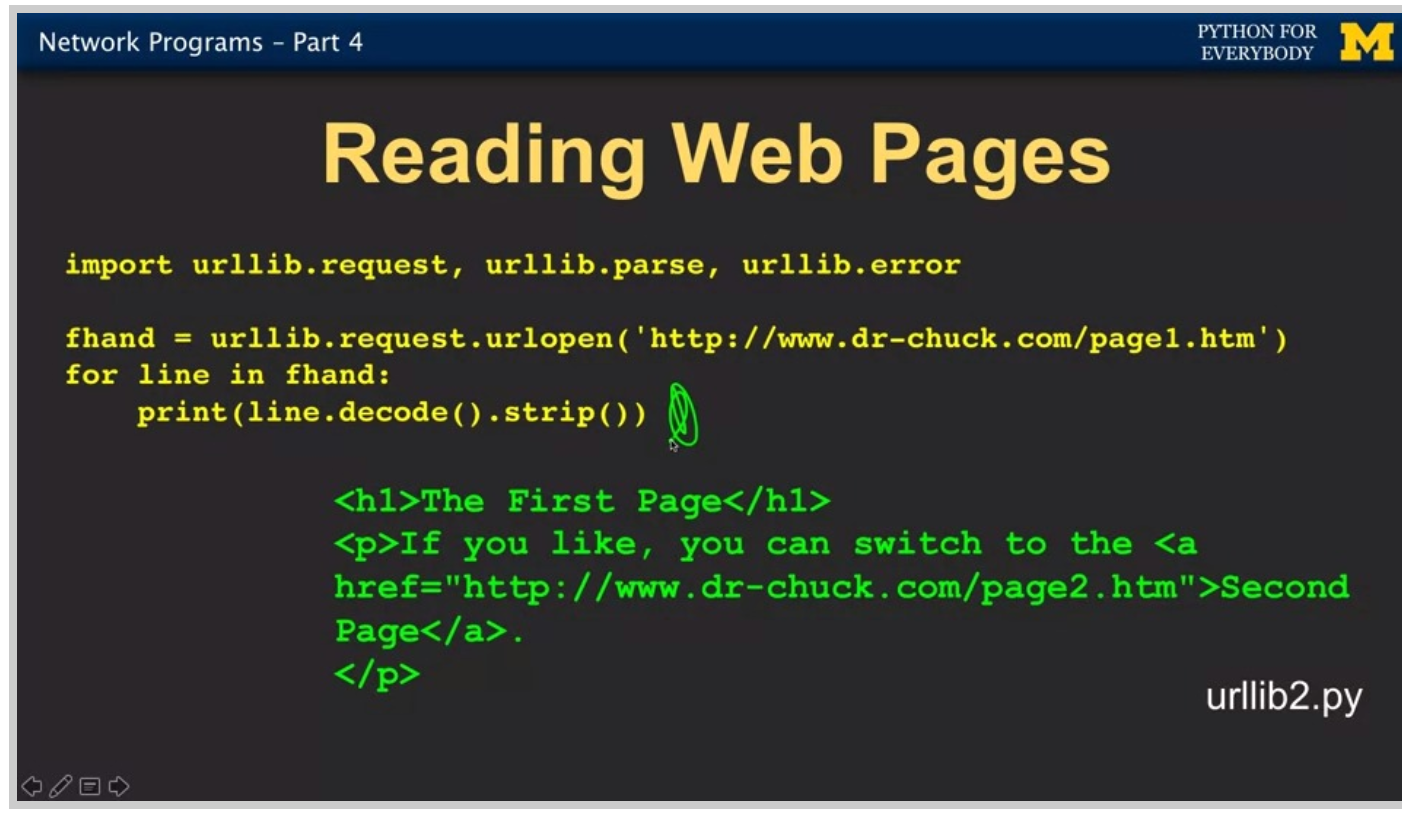 Network Programs – Part 4
PYTHON FOR
EVERYBODY
M
Reading Web Pages
import urllib.request, urllib.parse, urllib.error
fhand = urllib.request.urlopen('http://www.dr-chuck.com/page1.htm')
for line in fhand:
    print(line.decode().strip())
<h1>The First Page</h1>
<p>If you like, you can switch to the <a
href="http://www.dr-chuck.com/page2.htm">Second
Page</a>.
</p>
urllib2.py